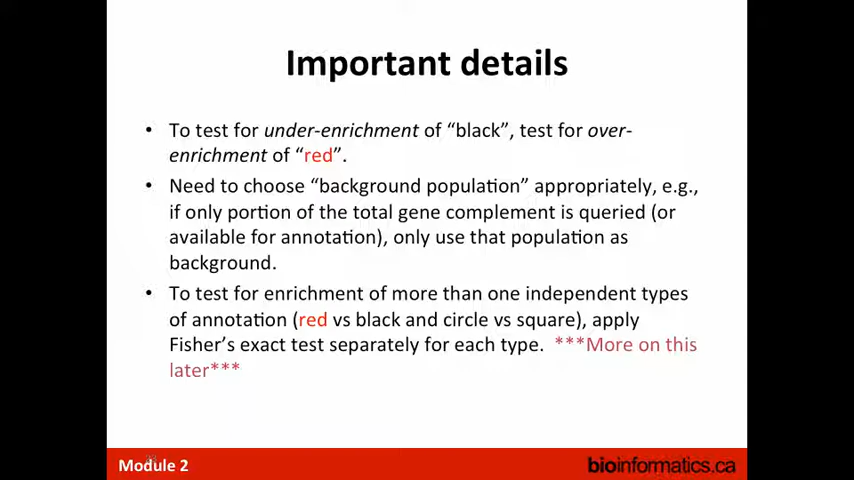 Important details
• To test for under-enrichment of “black”, test for over-
enrichment of “red”.
• Need to choose “background population” appropriately, e.g.,
if only portion of the total gene complement is queried (or
available for annotation), only use that population as
background.
• To test for enrichment of more than one independent types
of annotation (red vs black and circle vs square), apply
Fisher’s exact test separately for each type. ***More on this
later***
Module 2
bioinformatics.ca